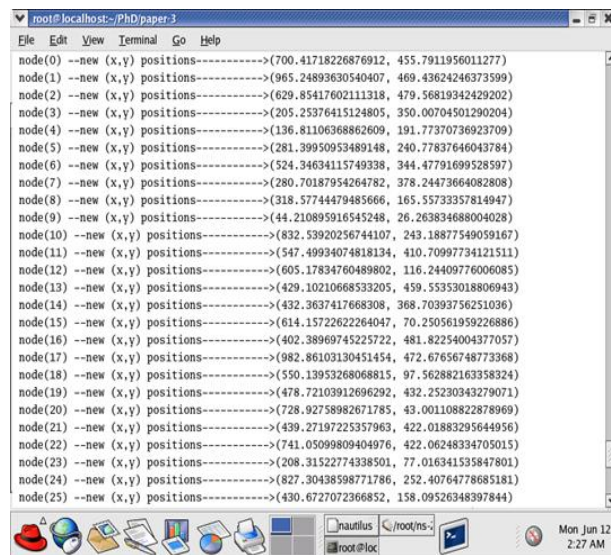 root@localhost:~/PhD/paper-3
File Edit View Terminal Go Help
node(0) --new (x,y) positions----------->(700.41718226876912, 455.7911956011277)
node(1) --new (x,y) positions----------->(965.24893630540407, 469.43624246373599)
node(2) --new (x,y) positions----------->(629.85417602111318, 479.56819342429202)
node(3) --new (x,y) positions----------->(205.25376415124805, 350.00704501290204)
node(4) --new (x,y) positions----------->(136.81106368862609, 191.77370736923709)
node(5) --new (x,y) positions----------->(281.39950953489148, 240.77837646043784)
node(6) --new (x,y) positions----------->(524.34634115749338, 344.47791699528597)
node(7) --new (x,y) positions----------->(280.70187954264782, 378.24473664082808)
node(8) --new (x,y) positions----------->(318.57744479485666, 165.55733357814947)
node(9) --new (x,y) positions----------->(44.210895916545248, 26.263834688004028)
node(10) --new (x,y) positions----------->(832.53920256744107, 243.18877549059167)
node(11) --new (x,y) positions----------->(547.49934074818134, 410.70997734121511)
node(12) --new (x,y) positions----------->(605.17834760489802, 116.24409776006085)
node(13) --new (x,y) positions----------->(429.10210668533205, 459.55353018806943)
node(14) --new (x,y) positions----------->(432.3637417668308, 368.70393756251036)
node(15) --new (x,y) positions----------->(614.15722622264047, 70.250561959226886)
node(16) --new (x,y) positions----------->(402.38969745225722, 481.82254004377057)
node(17) --new (x,y) positions----------->(982.86103130451454, 472.67656748773368)
node(18) --new (x,y) positions----------->(550.13953268068815, 97.562882163358324)
node(19) --new (x,y) positions----------->(478.72103912696292, 432.25230343279071)
node(20) --new (x,y) positions----------->(728.92758982671785, 43.001108822878969)
node(21) --new (x,y) positions----------->(439.27197225357963, 422.01883295644956)
node(22) --new (x,y) positions----------->(741.05099809404976, 422.06248334705015)
node(23) --new (x,y) positions----------->(208.31522774338501, 77.016341535847801)
node(24) --new (x,y) positions----------->(827.30438598771786, 252.40764778685181)
node(25) --new (x,y) positions----------->(430.6727072366852, 158.09526348397844)
nautilus /root/ns-
root@loc
Mon Jun 12
2:27 AM